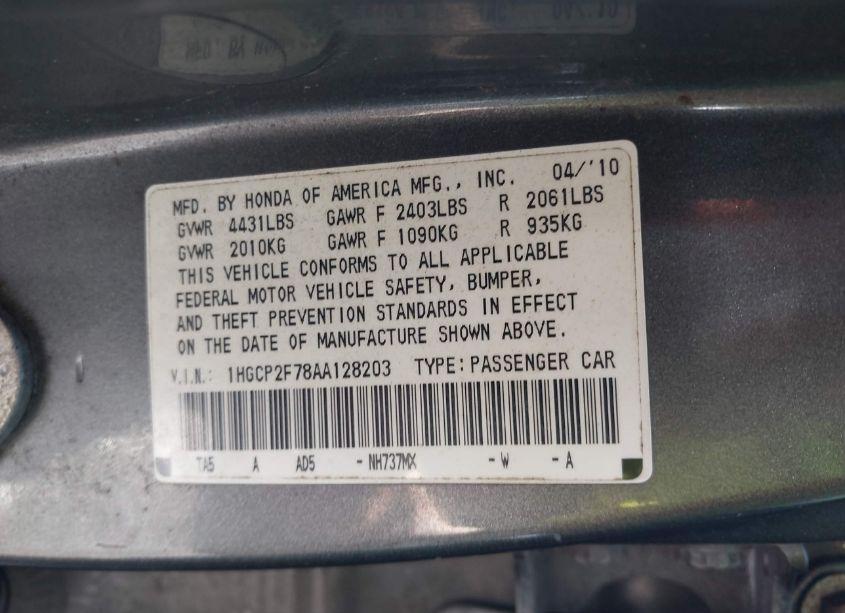 MFD. BY HONDA OF AMERICA MFG., INC. 04/'10
GVWR 4431LBS GAWR F 2403LBS R 2061LBS
GVWR 2010KG GAWR F 1090KG R 935KG
THIS VEHICLE CONFORMS TO ALL APPLICABLE
FEDERAL MOTOR VEHICLE SAFETY, BUMPER,
AND THEFT PREVENTION STANDARDS IN EFFECT
ON THE DATE OF MANUFACTURE SHOWN ABOVE.
V.I.N.: 1HGCP2F78AA128203 TYPE: PASSENGER CAR
TA5 A AD5 - NH737MX - W - A